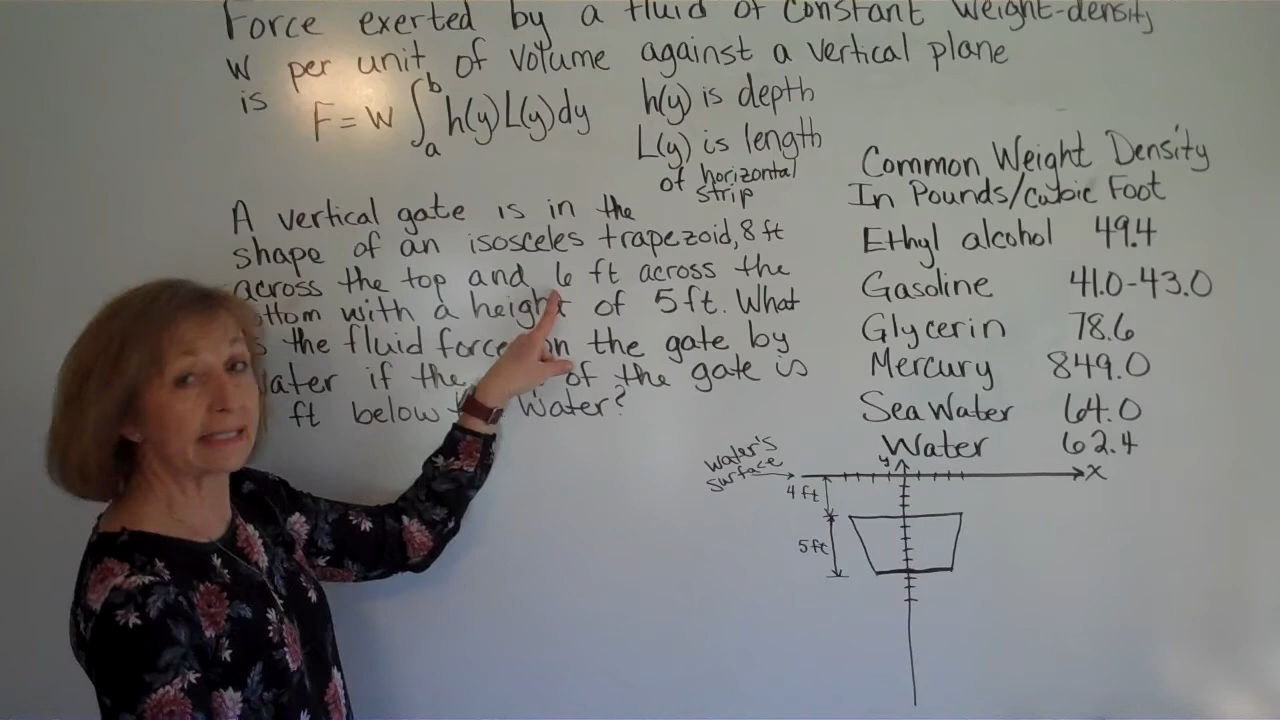 Force exerted by a fluid of constant weight-density
w per unit of volume against a vertical plane
is F = w ∫ₐᵇ h(y)L(y)dy
h(y) is depth
L(y) is length
of horizontal
strip
A vertical gate is in the
shape of an isosceles trapezoid, 8 ft
across the top and 6 ft across the
ottom with a height of 5 ft. What
s the fluid force on the gate by
ater if the of the gate is
ft below Water?
Common Weight Density
In Pounds/cubic Foot
Ethyl alcohol 49.4
Gasoline 41.0-43.0
Glycerin 78.6
Mercury 849.0
Sea Water 64.0
Water 62.4
water's
surface
y
x
4 ft
5 ft